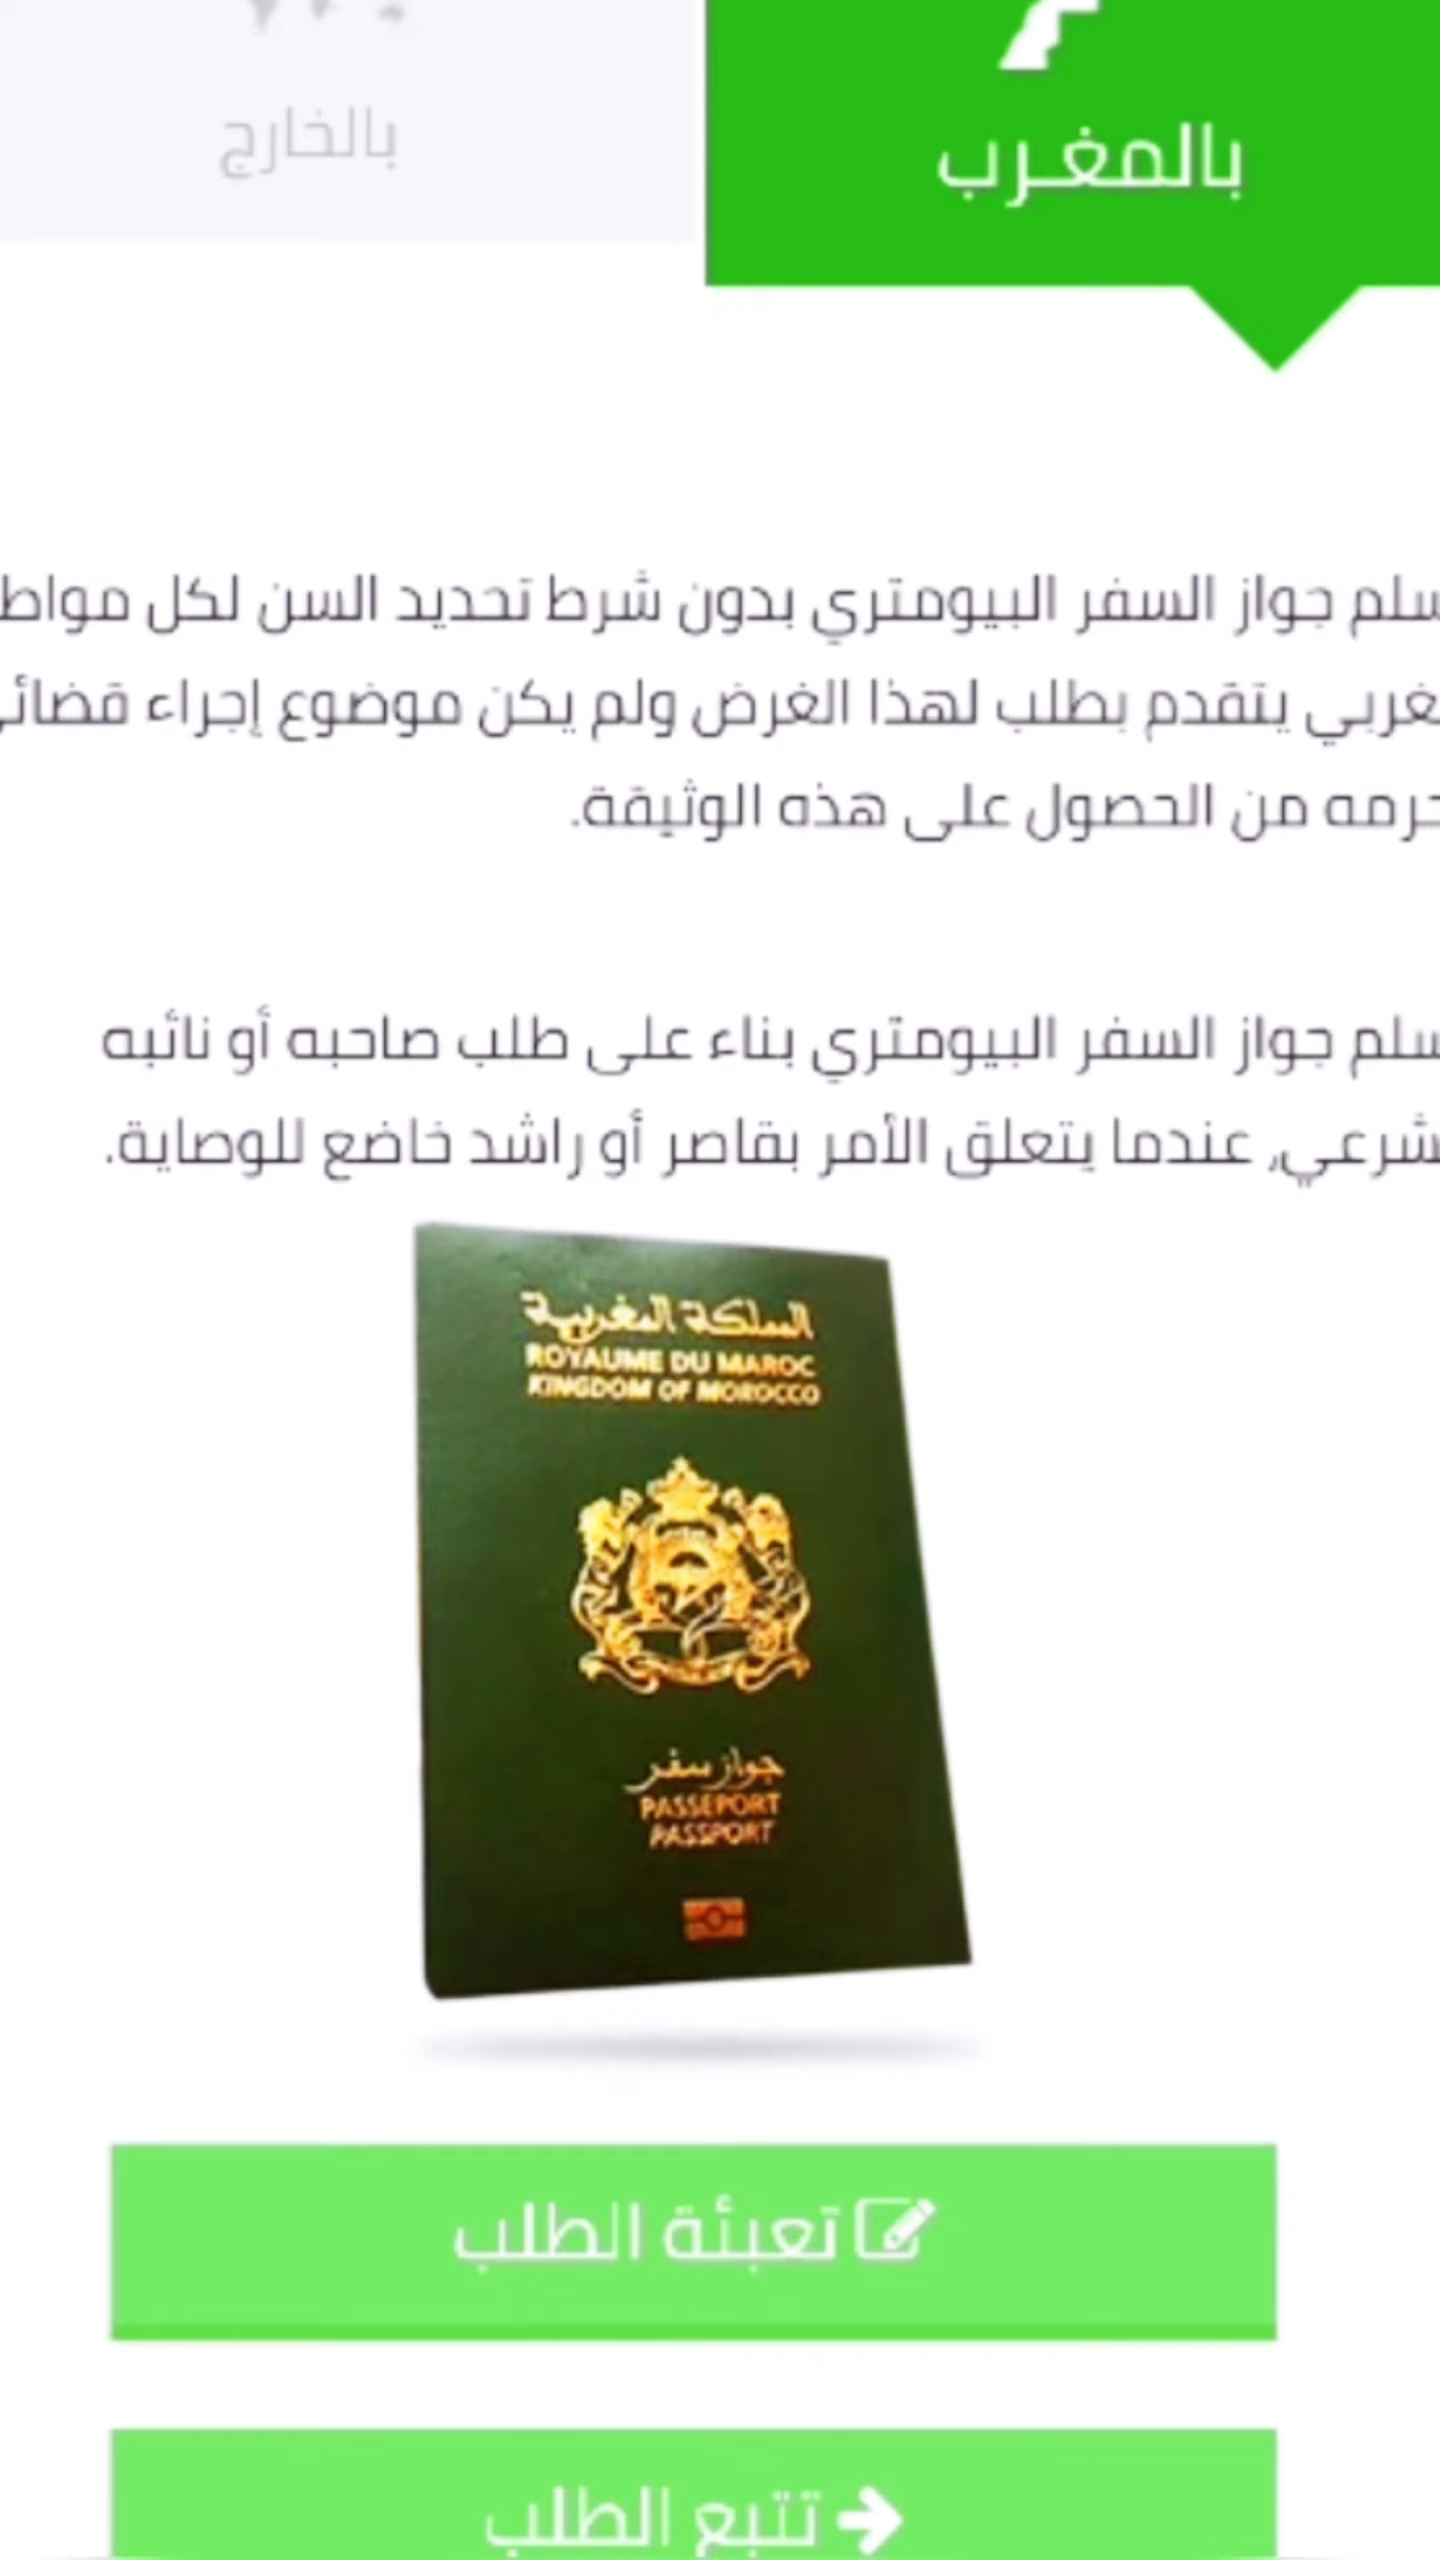 بالمغرب
بالخارج
سلم جواز السفر البيومتري بدون شرط تحديد السن لكل مواط
غربي يتقدم بطلب لهذا الغرض ولم يكن موضوع إجراء قضائي
حرمه من الحصول على هذه الوثيقة.
سلم جواز السفر البيومتري بناء على طلب صاحبه أو نائبه
شرعي, عندما يتعلق الأمر بقاصر أو راشد خاضع للوصاية.
المملكة المغربية
ROYAUME DU MAROC
KINGDOM OF MOROCCO
جواز سفر
PASSEPORT
PASSPORT
تعبئة الطلب
تتبع الطلب